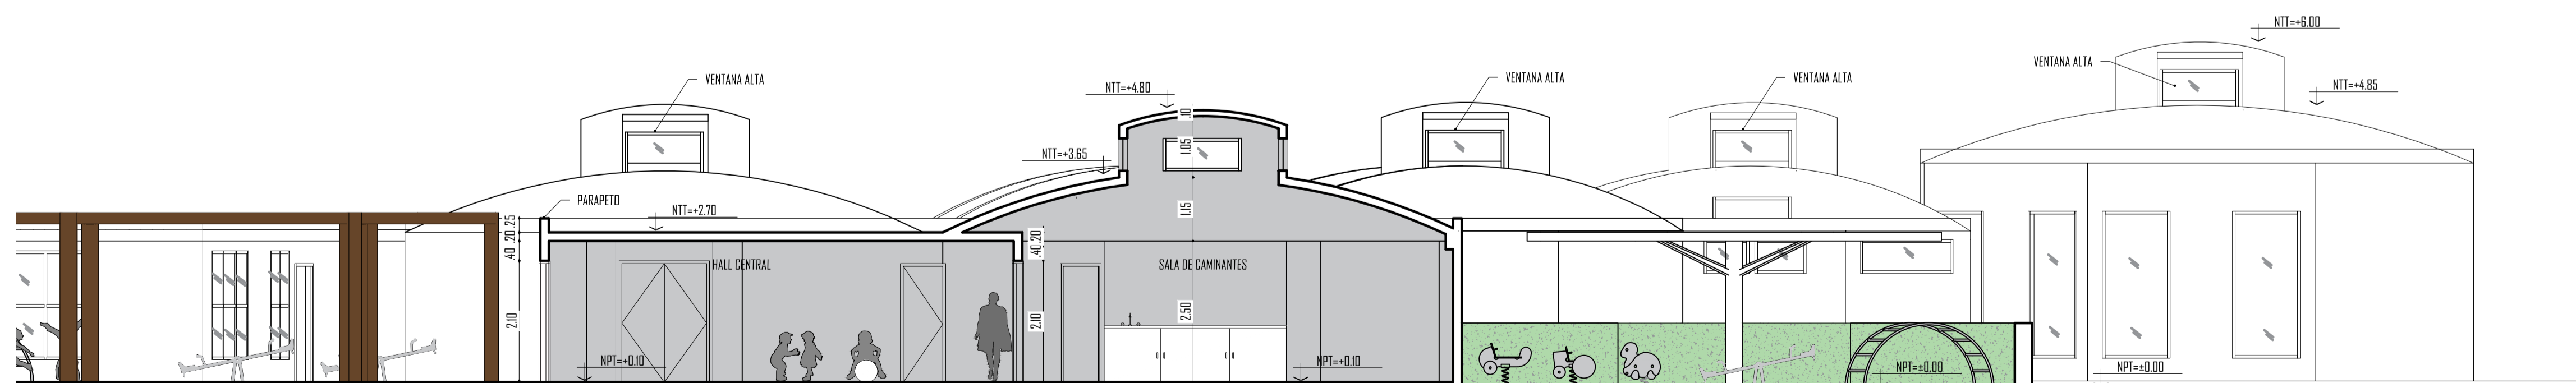 NTT=+6.00
VENTANA ALTA
NTT=+4.85
VENTANA ALTA
NTT=+4.80
VENTANA ALTA
VENTANA ALTA
.10
1.05
NTT=+3.65
PARAPETO
NTT=+2.70
.25
.20
.40
2.10
HALL CENTRAL
.20
.40
2.10
1.15
SALA DE CAMINANTES
2.50
NPT=+0.10
NPT=+0.10
NPT=±0.00
NPT=±0.00